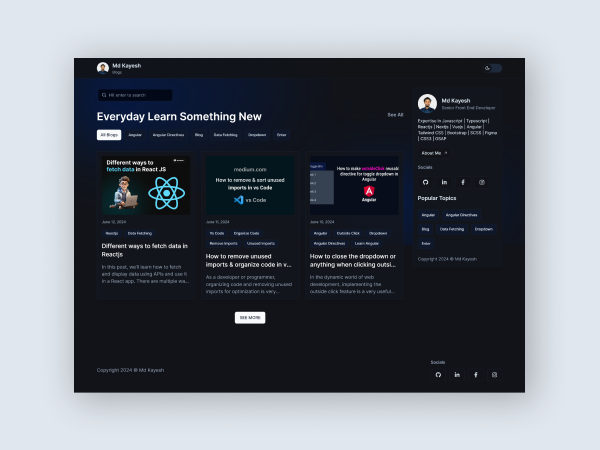 Md Kayesh
Blogs
Hit enter to search
Everyday Learn Something New
See All
All Blogs
Angular
Angular Directives
Blog
Data Fetching
Dropdown
Enter
Different ways to
fetch data in React JS
June 12, 2024
Reactjs
Data Fetching
Different ways to fetch data in
Reactjs
In this post, we'll learn how to fetch
and display data using APIs and use it
in a React app. There are multiple wa...
medium.com
How to remove & sort unused
imports in vs Code
vs Code
June 11, 2024
Vs Code
Organize Code
Remove Imports
Unused Imports
How to remove unused
imports & organize code in v...
As a developer or programmer,
organizing code and removing unused
imports for optimization is very...
How to make outsideClick reusable
directive for toggle dropdown in
Angular
Angular
June 10, 2024
Angular
Outside Click
Dropdown
Angular Directives
Learn Angular
How to close the dropdown or
anything when clicking outsi...
In the dynamic world of web
development, implementing the
outside click feature is a very useful...
SEE MORE
Md Kayesh
Senior Front End Developer
Expertise in Javascript | Typescript |
Reactjs | Nextjs | Vuejs | Angular |
Tailwind CSS | Bootstrap | SCSS | Figma
| CSS3 | GSAP
About Me
Socials
Popular Topics
Angular
Angular Directives
Blog
Data Fetching
Dropdown
Enter
Copyright 2024 @ Md Kayesh
Socials
Copyright 2024 @ Md Kayesh